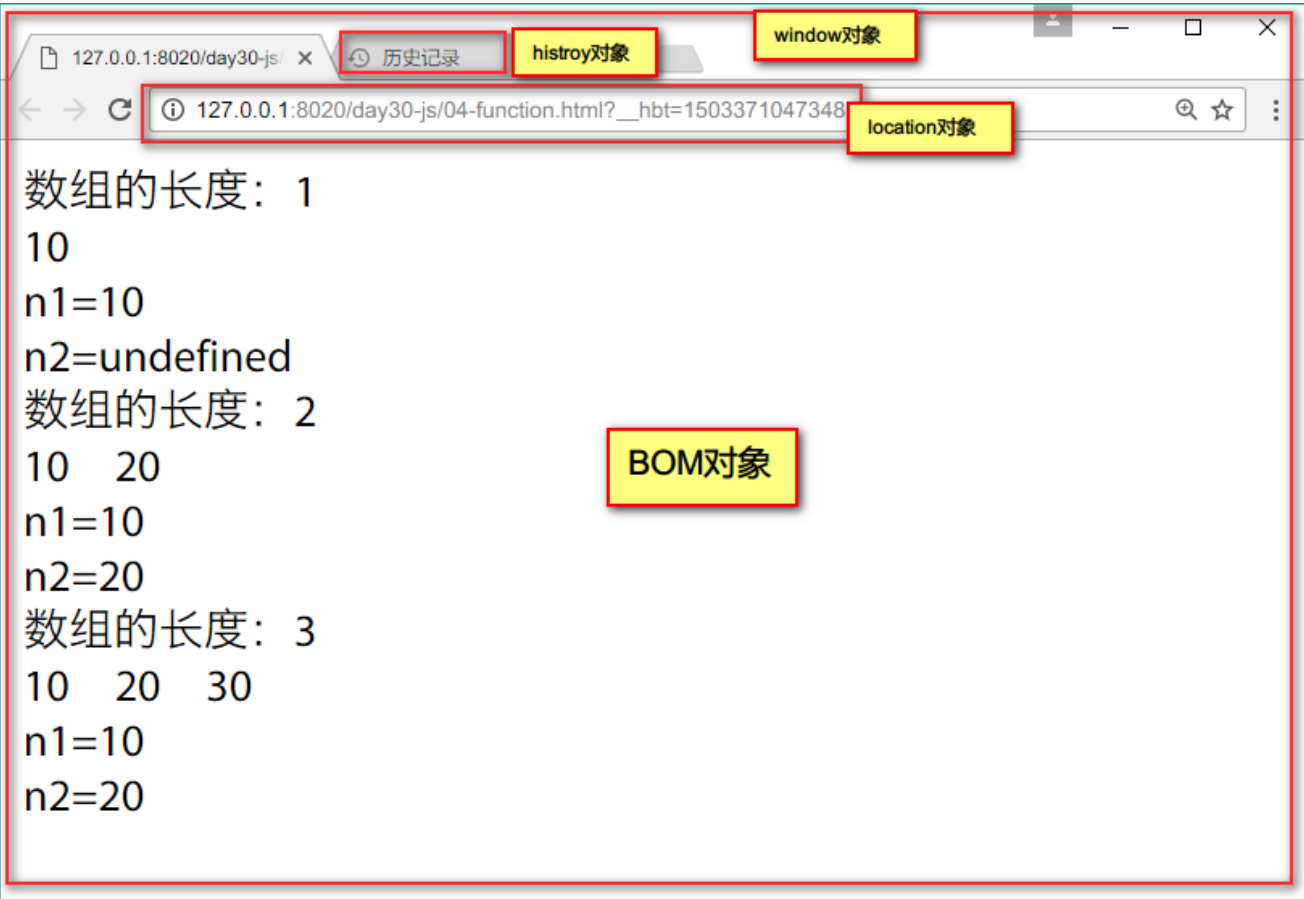 window对象
127.0.0.1:8020/day30-js/
历史记录
histroy对象
127.0.0.1:8020/day30-js/04-function.html?__hbt=1503371047348
location对象
数组的长度：1
10
n1=10
n2=undefined
数组的长度：2
10 20
n1=10
n2=20
数组的长度：3
10 20 30
n1=10
n2=20
BOM对象